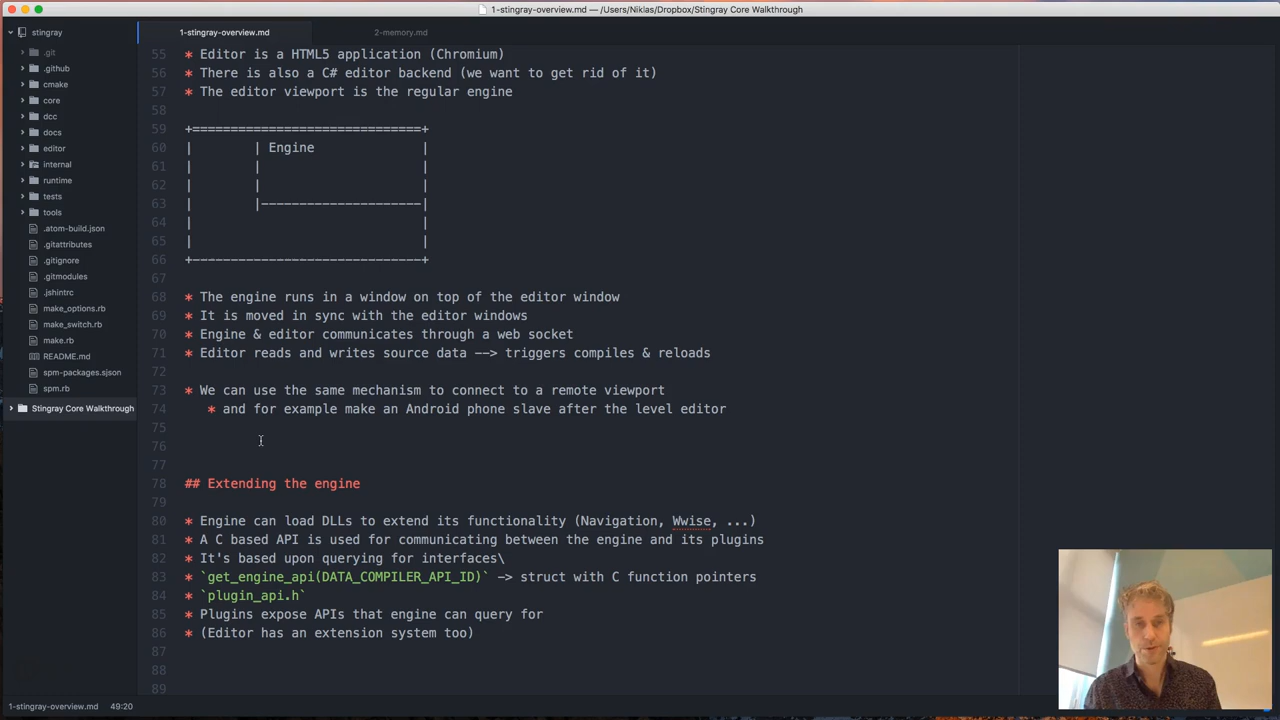 1-stingray-overview.md — /Users/Niklas/Dropbox/Stingray Core Walkthrough
stingray
.git
.github
cmake
core
dcc
docs
editor
internal
runtime
tests
tools
.atom-build.json
.gitattributes
.gitignore
.gitmodules
.jshintrc
make_options.rb
make_switch.rb
make.rb
README.md
spm-packages.sjson
spm.rb
Stingray Core Walkthrough
1-stingray-overview.md
2-memory.md
55 * Editor is a HTML5 application (Chromium)
56 * There is also a C# editor backend (we want to get rid of it)
57 * The editor viewport is the regular engine
58
59 +==============================+
60 |        | Engine              |
61 |        |                     |
62 |        |                     |
63 |        |---------------------|
64 |                              |
65 |                              |
66 +------------------------------+
67
68 * The engine runs in a window on top of the editor window
69 * It is moved in sync with the editor windows
70 * Engine & editor communicates through a web socket
71 * Editor reads and writes source data --> triggers compiles & reloads
72
73 * We can use the same mechanism to connect to a remote viewport
74    * and for example make an Android phone slave after the level editor
75
76
77
78 ## Extending the engine
79
80 * Engine can load DLLs to extend its functionality (Navigation, Wwise, ...)
81 * A C based API is used for communicating between the engine and its plugins
82 * It's based upon querying for interfaces\
83 * `get_engine_api(DATA_COMPILER_API_ID)` -> struct with C function pointers
84 * `plugin_api.h`
85 * Plugins expose APIs that engine can query for
86 * (Editor has an extension system too)
87
88
89
1-stingray-overview.md 49:20